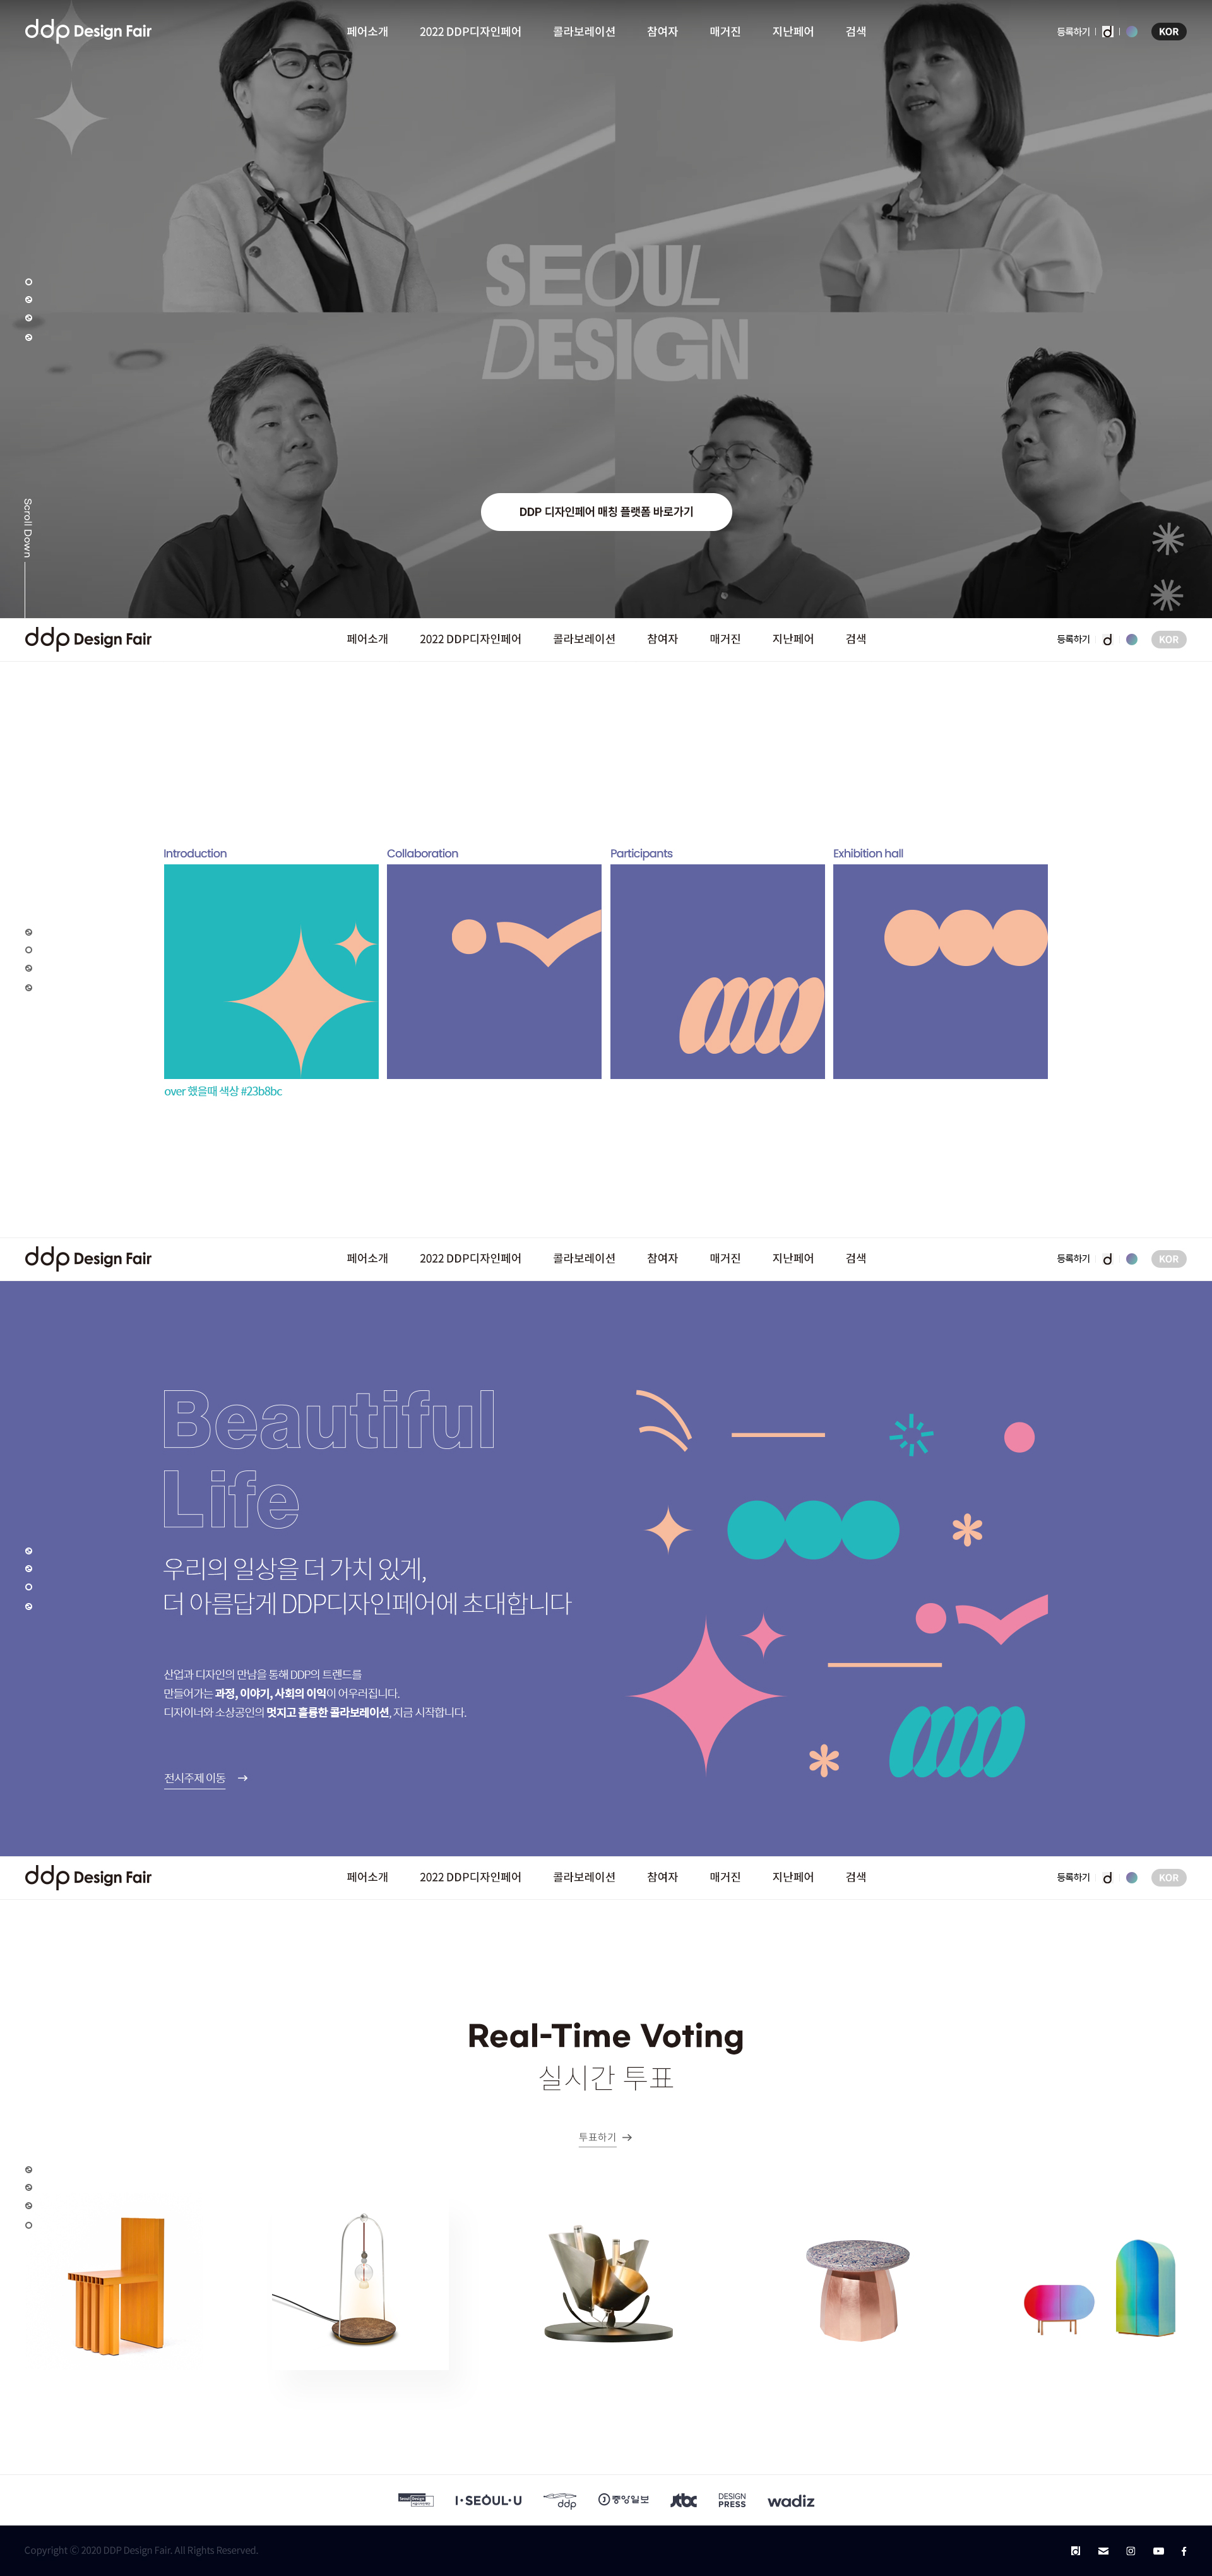 ddp Design Fair
페어소개 2022 DDP디자인페어 콜라보레이션 참여자 매거진 지난페어 검색
등록하기 d KOR
SEOUL
DESIGN
DDP 디자인페어 매칭 플랫폼 바로가기
Scroll Down
ddp Design Fair
페어소개 2022 DDP디자인페어 콜라보레이션 참여자 매거진 지난페어 검색
등록하기 d KOR
Introduction
Collaboration
Participants
Exhibition hall
over 했을때 색상 #23b8bc
ddp Design Fair
페어소개 2022 DDP디자인페어 콜라보레이션 참여자 매거진 지난페어 검색
등록하기 d KOR
Beautiful
Life
우리의 일상을 더 가치 있게,
더 아름답게 DDP디자인페어에 초대합니다
산업과 디자인의 만남을 통해 DDP의 트렌드를
만들어가는 과정, 이야기, 사회의 이익이 어우러집니다.
디자이너와 소상공인의 멋지고 훌륭한 콜라보레이션, 지금 시작합니다.
전시주제 이동
ddp Design Fair
페어소개 2022 DDP디자인페어 콜라보레이션 참여자 매거진 지난페어 검색
등록하기 d KOR
Real-Time Voting
실시간 투표
투표하기
Seoul Design
I·SEOUL·U
ddp
중앙일보
jtbc
DESIGN
PRESS
wadiz
Copyright ⓒ 2020 DDP Design Fair. All Rights Reserved.